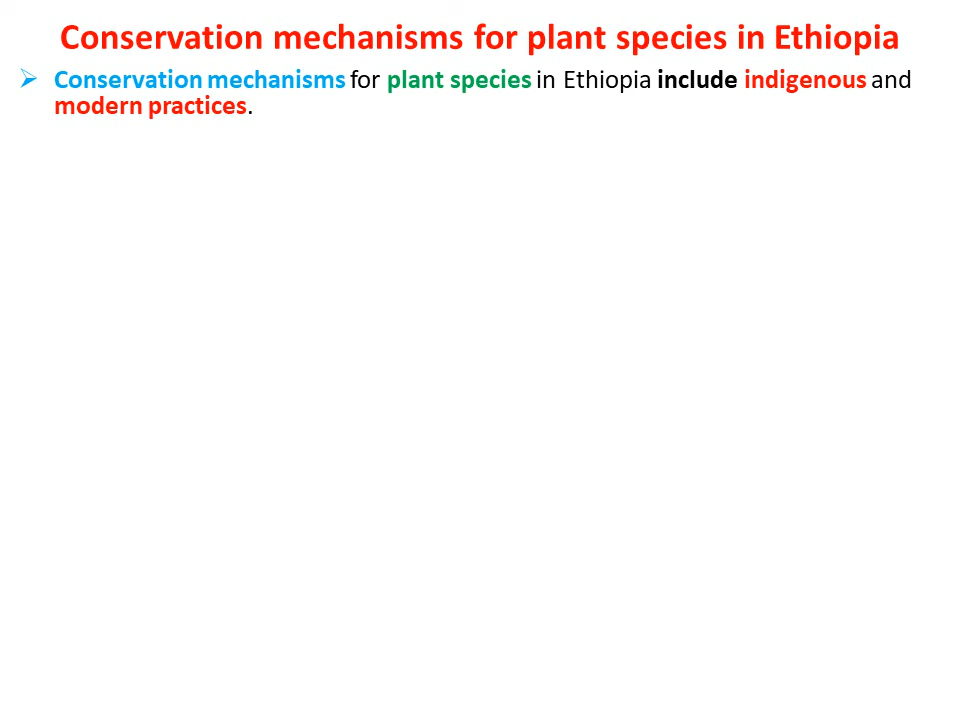 Conservation mechanisms for plant species in Ethiopia
Conservation mechanisms for plant species in Ethiopia include indigenous and
modern practices.